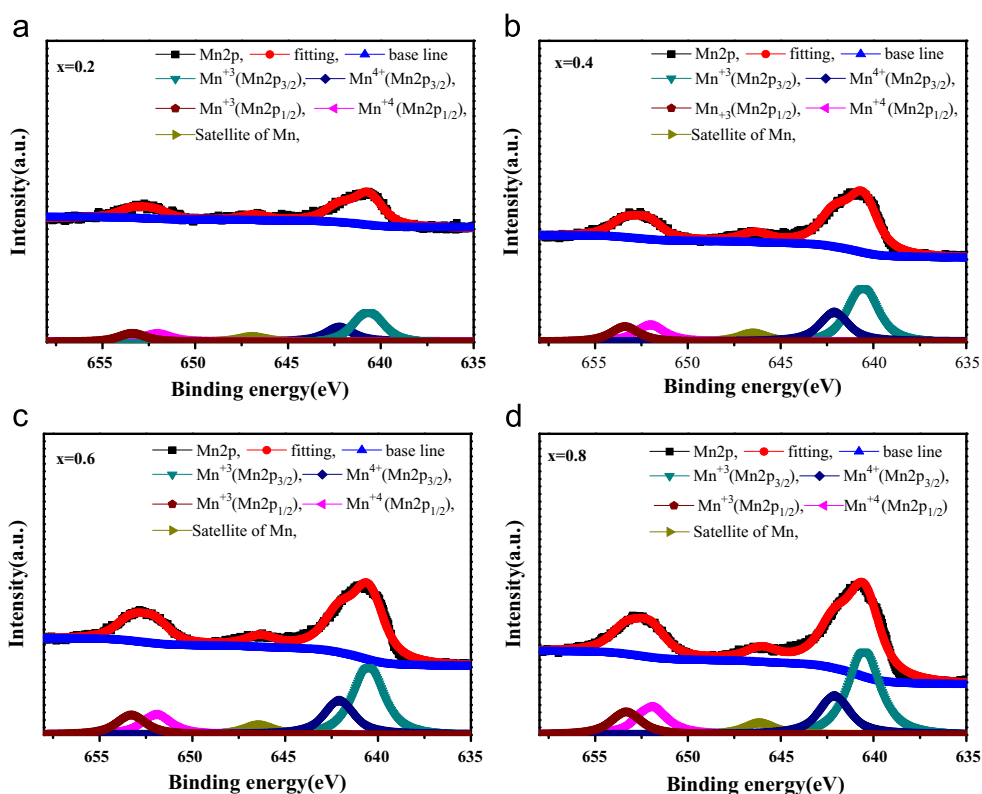 a
x=0.2
Mn2p, fitting, base line
Mn+3(Mn2p3/2), Mn4+(Mn2p3/2),
Mn+3(Mn2p1/2), Mn+4(Mn2p1/2),
Satellite of Mn,
Intensity(a.u.)
655 650 645 640 635
Binding energy(eV)
b
x=0.4
Mn2p, fitting, base line
Mn+3(Mn2p3/2), Mn4+(Mn2p3/2),
Mn+3(Mn2p1/2), Mn+4(Mn2p1/2),
Satellite of Mn,
Intensity(a.u.)
655 650 645 640 635
Binding energy(eV)
c
x=0.6
Mn2p, fitting, base line
Mn+3(Mn2p3/2), Mn4+(Mn2p3/2),
Mn+3(Mn2p1/2), Mn+4(Mn2p1/2),
Satellite of Mn,
Intensity(a.u.)
655 650 645 640 635
Binding energy(eV)
d
x=0.8
Mn2p, fitting, base line
Mn+3(Mn2p3/2), Mn4+(Mn2p3/2),
Mn+3(Mn2p1/2), Mn+4(Mn2p1/2)
Satellite of Mn,
Intensity(a.u.)
655 650 645 640 635
Binding energy(eV)